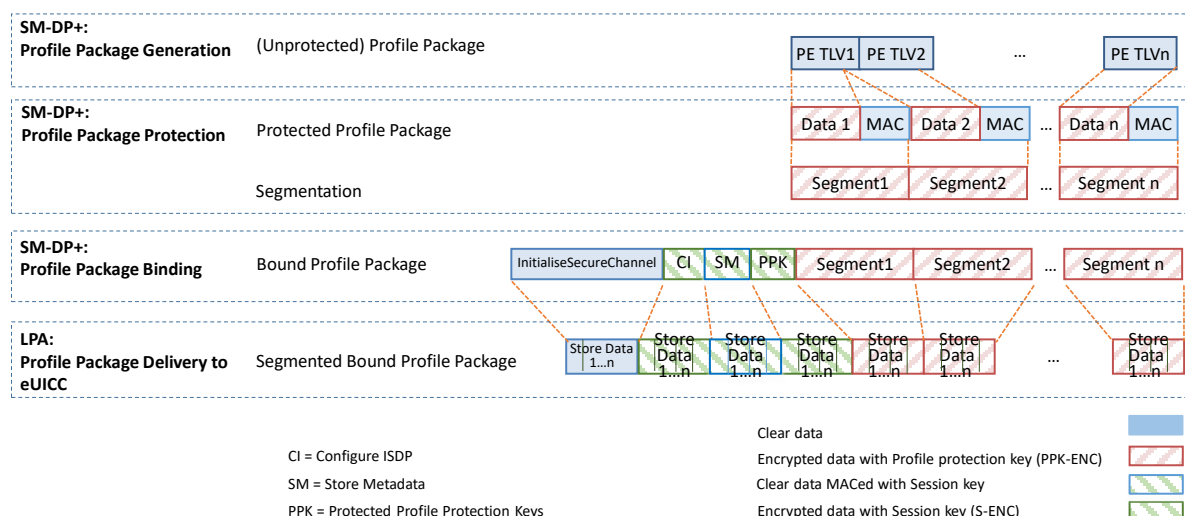 SM-DP+:
Profile Package Generation
(Unprotected) Profile Package
PE TLV1 PE TLV2 ... PE TLVn
SM-DP+:
Profile Package Protection
Protected Profile Package
Data 1 MAC Data 2 MAC ... Data n MAC
Segmentation
Segment1 Segment2 ... Segment n
SM-DP+:
Profile Package Binding
Bound Profile Package
InitialiseSecureChannel CI SM PPK Segment1 Segment2 ... Segment n
LPA:
Profile Package Delivery to
eUICC
Segmented Bound Profile Package
Store Data
1...n
Store
Data
1...n
Store
Data
1...n
Store
Data
1...n
Store
Data
1...n
Store
Data
1...n
...
Store
Data
1...n
CI = Configure ISDP
SM = Store Metadata
PPK = Protected Profile Protection Keys
Clear data
Encrypted data with Profile protection key (PPK-ENC)
Clear data MACed with Session key
Encrypted data with Session key (S-ENC)